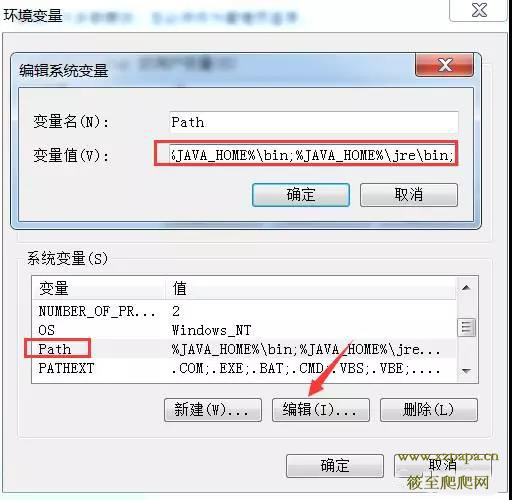 环境变量
编辑系统变量
变量名(N):
Path
变量值(V):
%JAVA_HOME%\bin;%JAVA_HOME%\jre\bin;
确定
取消
系统变量(S)
变量
值
NUMBER_OF_PR...
2
OS
Windows_NT
Path
%JAVA_HOME%\bin;%JAVA_HOME%\jre...
PATHEXT
.COM;.EXE;.BAT;.CMD;.VBS;.VBE;....
新建(W)...
编辑(I)...
删除(L)
确定
取消
www.xzpapa.cn
筱至爬爬网